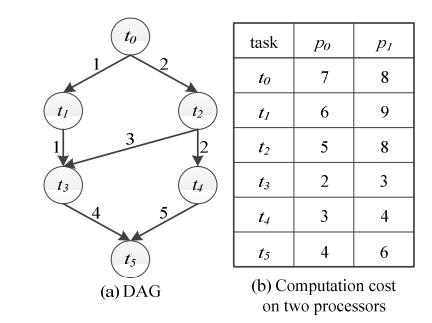 t0
1
2
t1
t2
1
3
2
t3
t4
4
5
t5
(a) DAG
task p0 p1
t0 7 8
t1 6 9
t2 5 8
t3 2 3
t4 3 4
t5 4 6
(b) Computation cost
on two processors